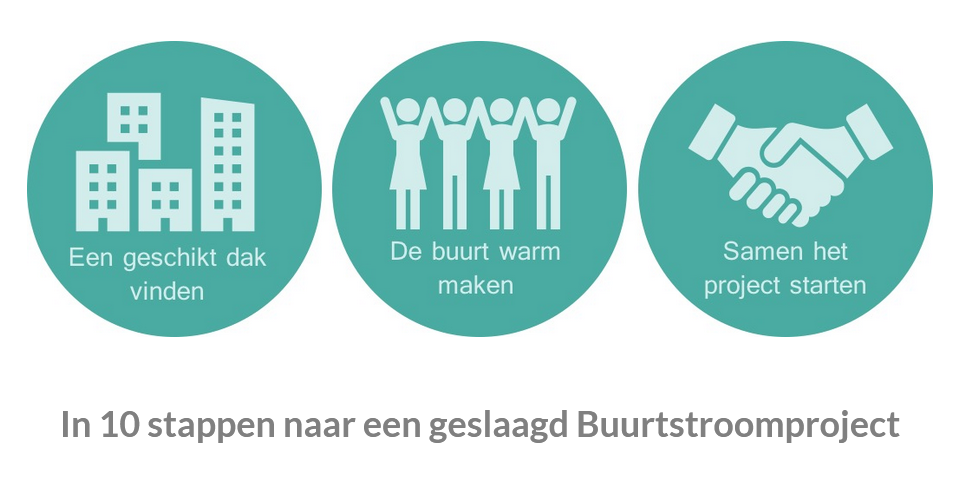 Een geschikt dak
vinden
De buurt warm
maken
Samen het
project starten
In 10 stappen naar een geslaagd Buurtstroomproject